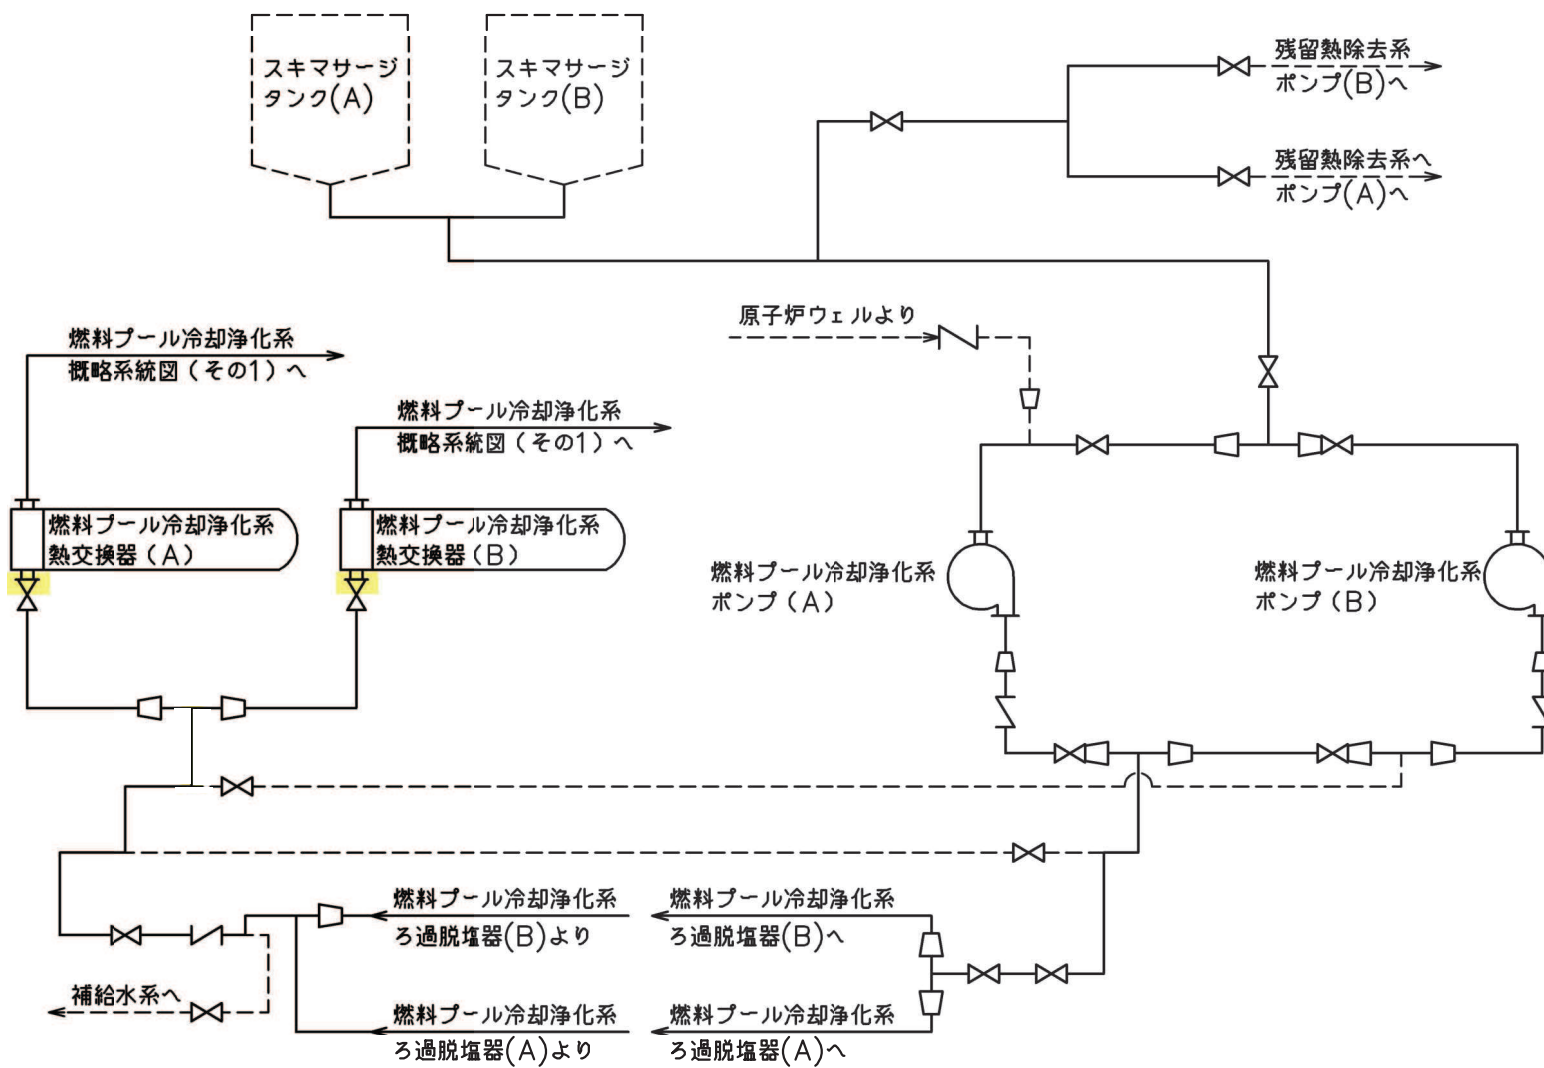 スキマサージ
タンク(A)
スキマサージ
タンク(B)
残留熱除去系
ポンプ(B)へ
残留熱除去系へ
ポンプ(A)へ
原子炉ウェルより
燃料プール冷却浄化系
概略系統図(その1)へ
燃料プール冷却浄化系
概略系統図(その1)へ
燃料プール冷却浄化系
熱交換器(A)
燃料プール冷却浄化系
熱交換器(B)
燃料プール冷却浄化系
ポンプ(A)
燃料プール冷却浄化系
ポンプ(B)
燃料プール冷却浄化系
ろ過脱塩器(B)より
燃料プール冷却浄化系
ろ過脱塩器(B)へ
補給水系へ
燃料プール冷却浄化系
ろ過脱塩器(A)より
燃料プール冷却浄化系
ろ過脱塩器(A)へ